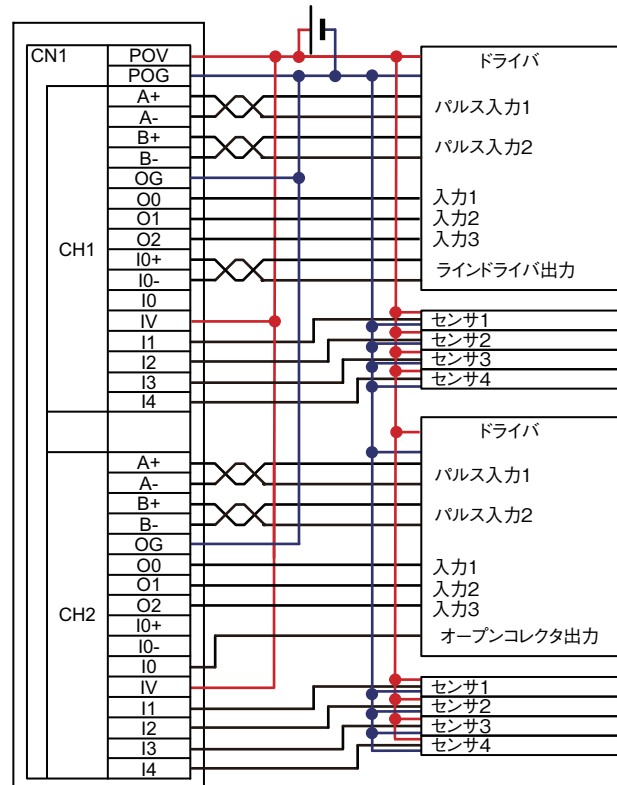 CN1
POV
POG
CH1
A+
A-
B+
B-
OG
O0
O1
O2
I0+
I0-
I0
IV
I1
I2
I3
I4
CH2
A+
A-
B+
B-
OG
O0
O1
O2
I0+
I0-
I0
IV
I1
I2
I3
I4
ドライバ
パルス入力1
パルス入力2
入力1
入力2
入力3
ラインドライバ出力
センサ1
センサ2
センサ3
センサ4
ドライバ
パルス入力1
パルス入力2
入力1
入力2
入力3
オープンコレクタ出力
センサ1
センサ2
センサ3
センサ4